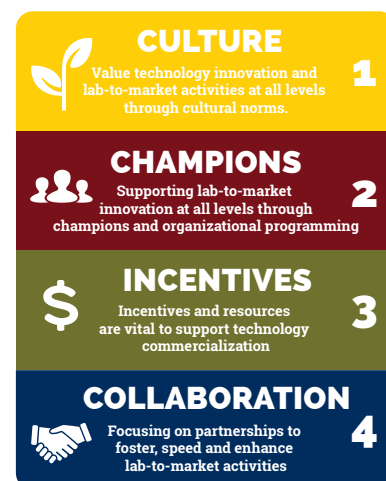 CULTURE
1
Value technology innovation and
lab-to-market activities at all levels
through cultural norms.
CHAMPIONS
2
Supporting lab-to-market
innovation at all levels through
champions and organizational programming
INCENTIVES
3
Incentives and resources
are vital to support technology
commercialization
COLLABORATION
4
Focusing on partnerships to
foster, speed and enhance
lab-to-market activities